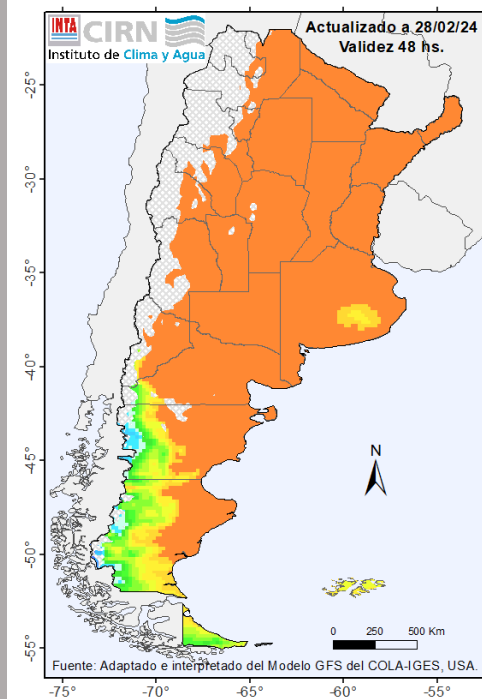 INTA CIRN
Instituto de Clima y Agua
Actualizado a 28/02/24
Validez 48 hs.
-25°
-30°
-35°
-40°
-45°
-50°
-55°
N
0 250 500 Km
Fuente: Adaptado e interpretado del Modelo GFS del COLA-IGES, USA.
-75° -70° -65° -60° -55°